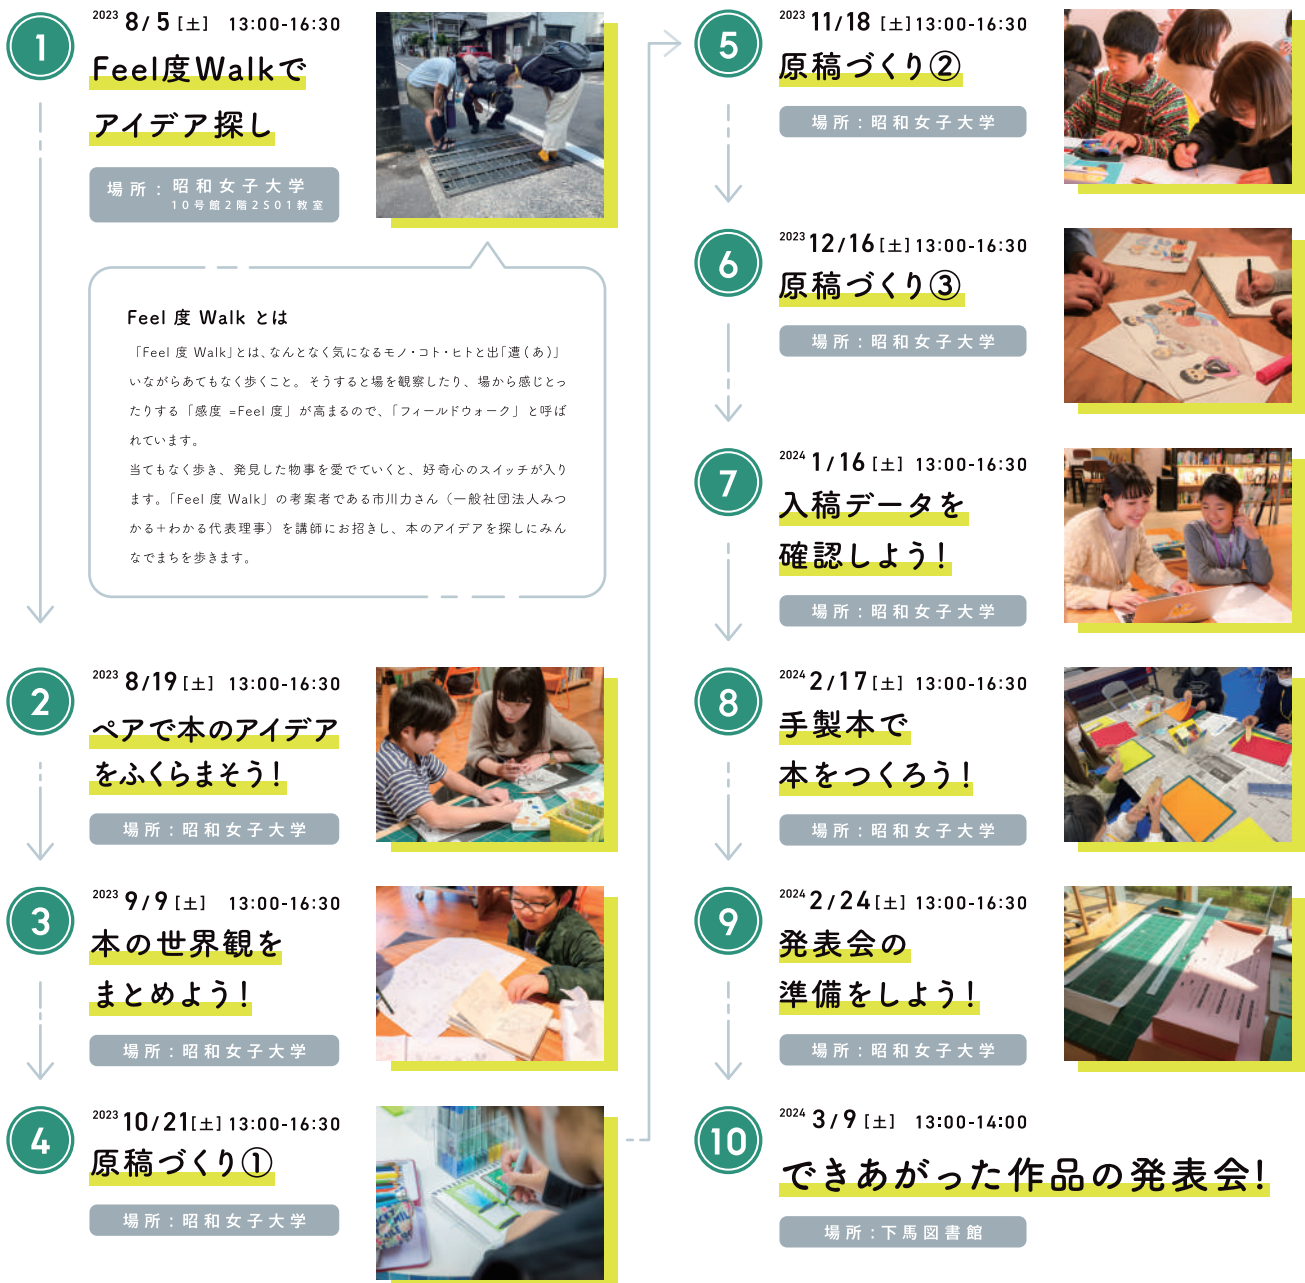 1
2023 8/5 [土] 13:00-16:30
Feel度Walkで
アイデア探し
場所：昭和女子大学
10号館2階2S01教室
Feel 度 Walk とは
「Feel 度 Walk」とは、なんとなく気になるモノ・コト・ヒトと出「遭（あ）」
いながらあてもなく歩くこと。そうすると場を観察したり、場から感じとっ
たりする「感度 =Feel 度」が高まるので、「フィールドウォーク」と呼ば
れています。
当てもなく歩き、発見した物事を愛でていくと、好奇心のスイッチが入り
ます。「Feel 度 Walk」の考案者である市川力さん（一般社団法人みつ
かる＋わかる代表理事）を講師にお招きし、本のアイデアを探しにみん
なでまちを歩きます。
2
2023 8/19 [土] 13:00-16:30
ペアで本のアイデア
をふくらまそう！
場所：昭和女子大学
3
2023 9/9 [土] 13:00-16:30
本の世界観を
まとめよう！
場所：昭和女子大学
4
2023 10/21 [土] 13:00-16:30
原稿づくり①
場所：昭和女子大学
5
2023 11/18 [土] 13:00-16:30
原稿づくり②
場所：昭和女子大学
6
2023 12/16 [土] 13:00-16:30
原稿づくり③
場所：昭和女子大学
7
2024 1/16 [土] 13:00-16:30
入稿データを
確認しよう！
場所：昭和女子大学
8
2024 2/17 [土] 13:00-16:30
手製本で
本をつくろう！
場所：昭和女子大学
9
2024 2/24 [土] 13:00-16:30
発表会の
準備をしよう！
場所：昭和女子大学
10
2024 3/9 [土] 13:00-14:00
できあがった作品の発表会！
場所：下馬図書館